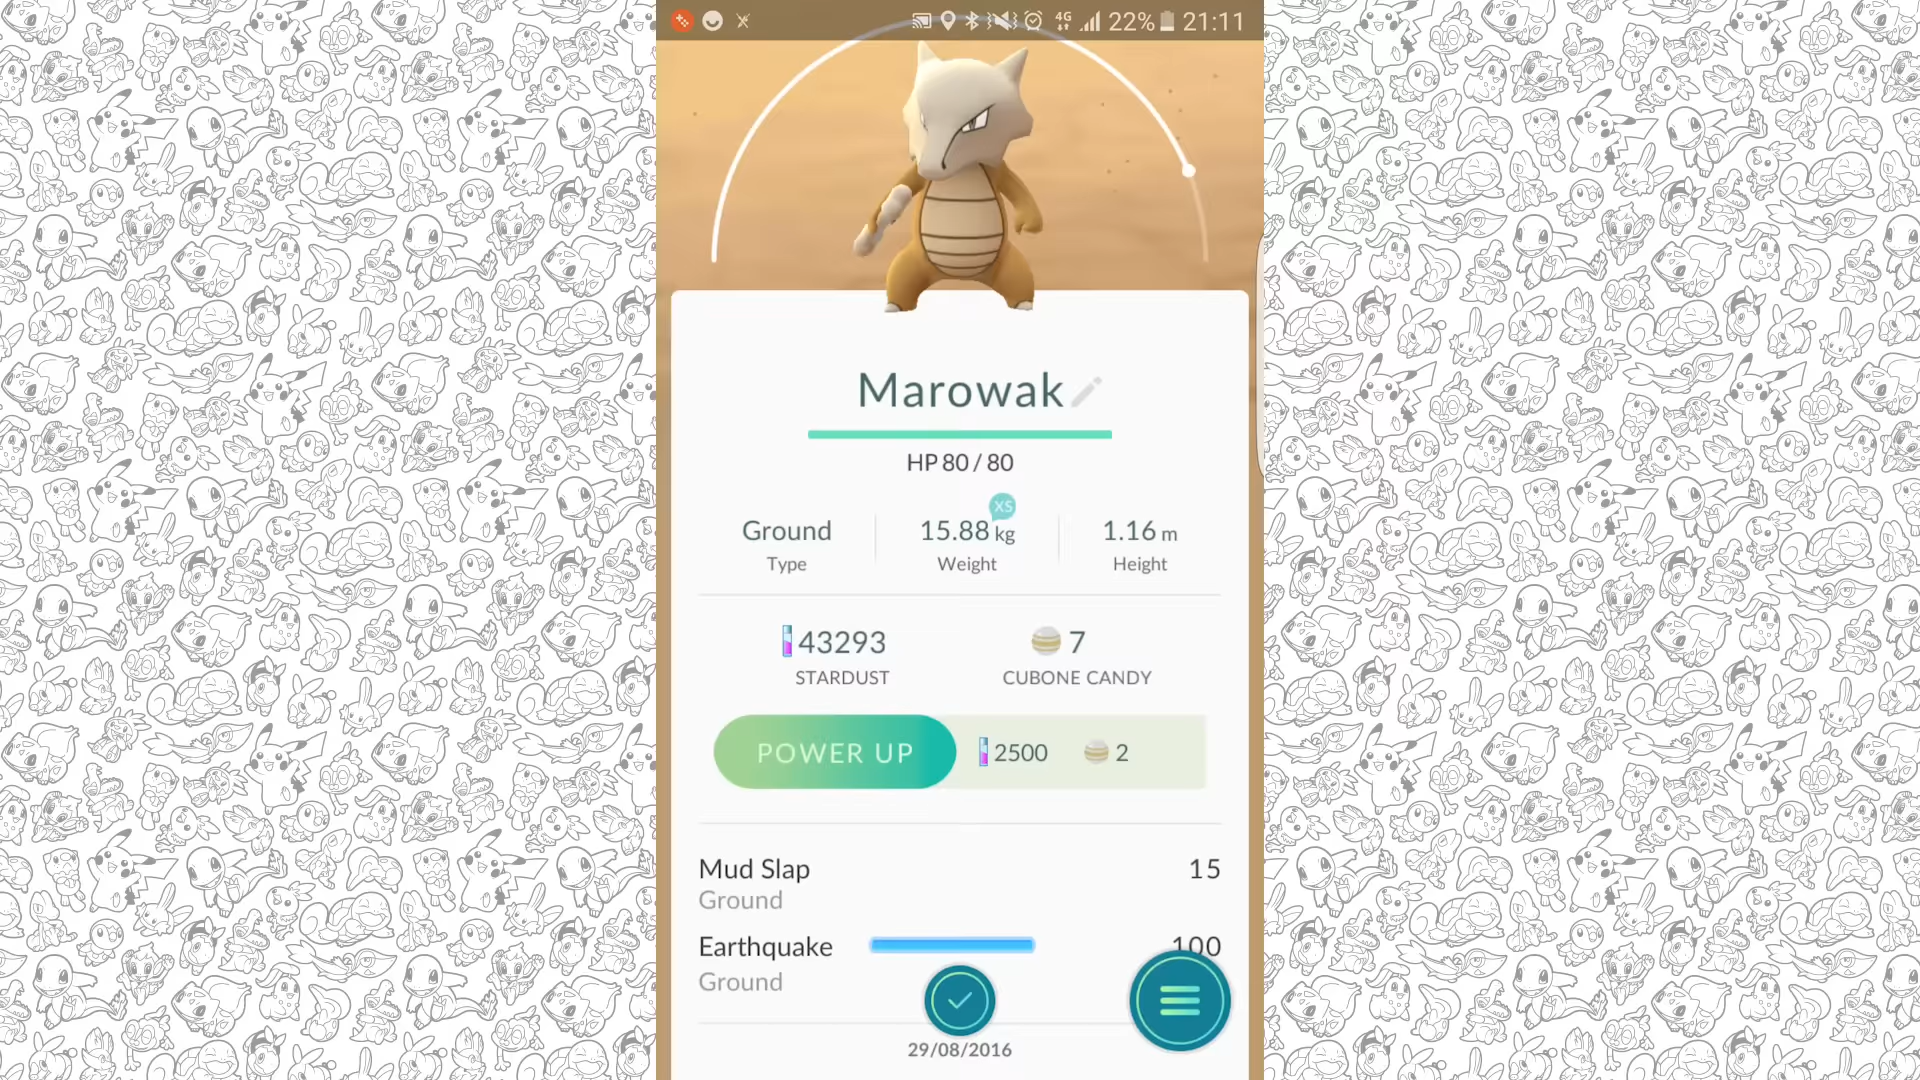 4G 22% 21:11
Marowak
HP 80 / 80
XS
Ground 15.88 kg 1.16 m
Type Weight Height
43293 7
STARDUST CUBONE CANDY
POWER UP 2500 2
Mud Slap 15
Ground
Earthquake 100
Ground
29/08/2016